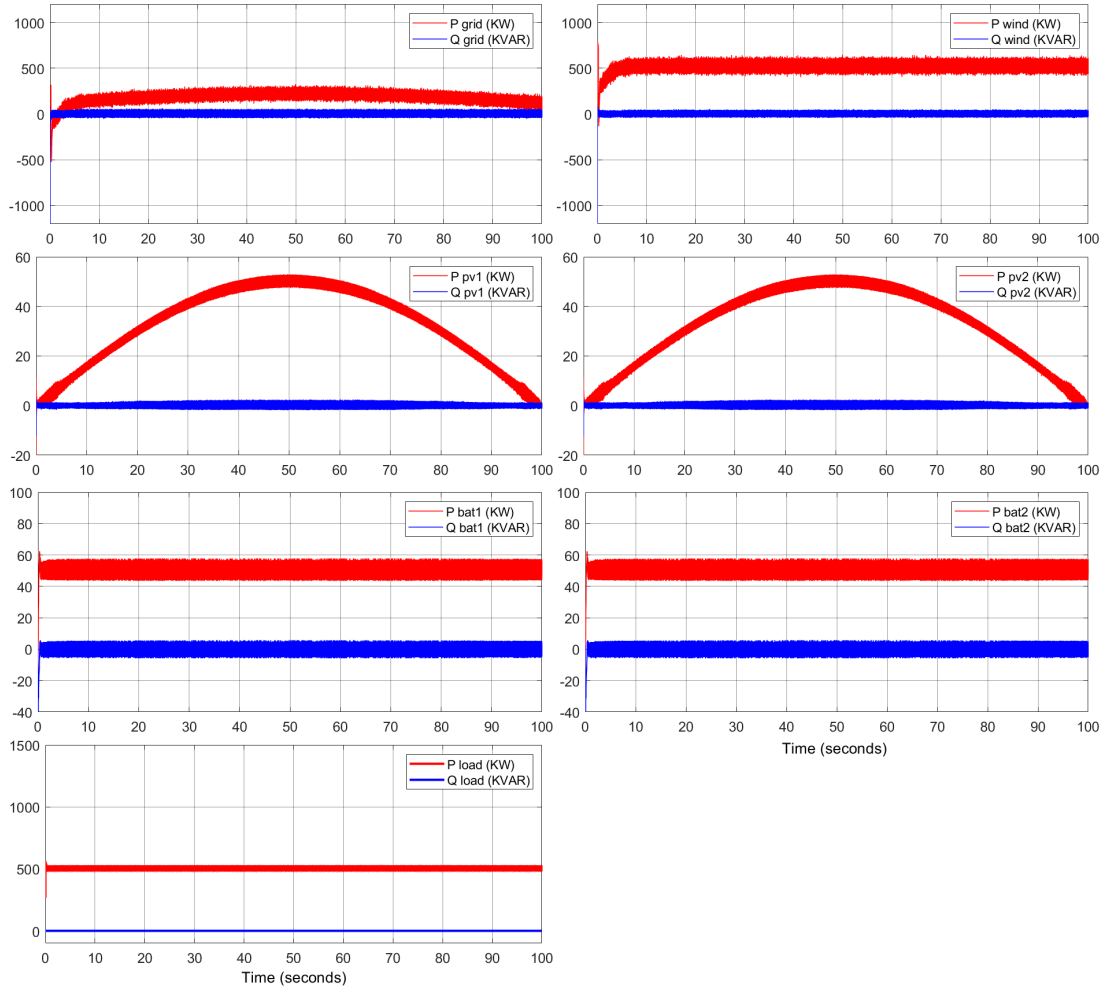 1000
500
0
-500
-1000
P grid (KW)
Q grid (KVAR)
0 10 20 30 40 50 60 70 80 90 100
1000
500
0
-500
-1000
P wind (KW)
Q wind (KVAR)
0 10 20 30 40 50 60 70 80 90 100
60
40
20
0
-20
P pv1 (KW)
Q pv1 (KVAR)
0 10 20 30 40 50 60 70 80 90 100
60
40
20
0
-20
P pv2 (KW)
Q pv2 (KVAR)
0 10 20 30 40 50 60 70 80 90 100
100
80
60
40
20
0
-20
-40
P bat1 (KW)
Q bat1 (KVAR)
0 10 20 30 40 50 60 70 80 90 100
100
80
60
40
20
0
-20
-40
P bat2 (KW)
Q bat2 (KVAR)
0 10 20 30 40 50 60 70 80 90 100
Time (seconds)
1500
1000
500
0
P load (KW)
Q load (KVAR)
0 10 20 30 40 50 60 70 80 90 100
Time (seconds)